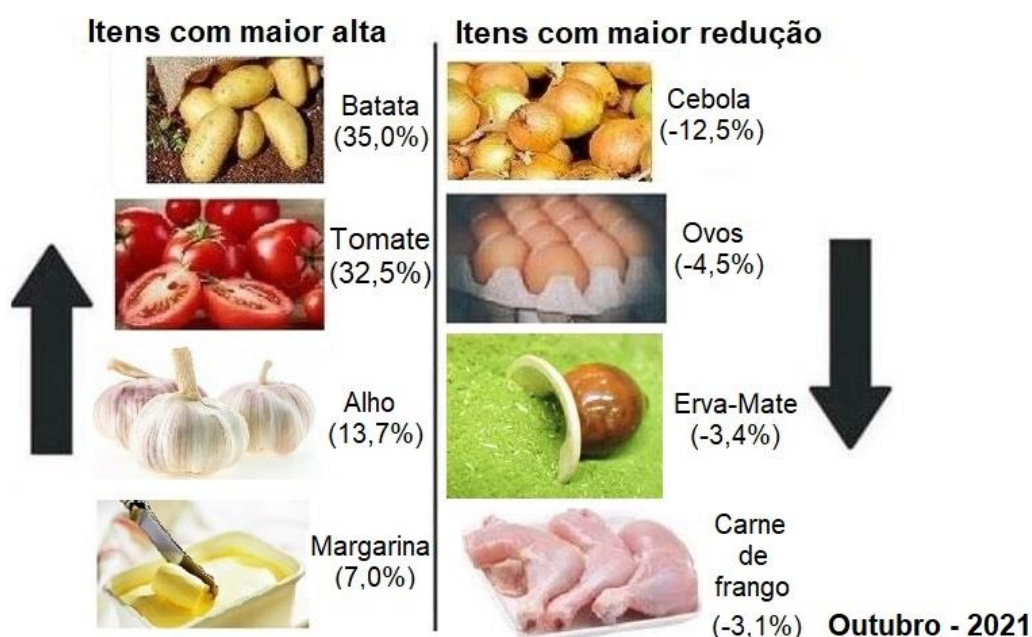 Itens com maior alta
Batata
(35,0%)
Tomate
(32,5%)
Alho
(13,7%)
Margarina
(7,0%)
Itens com maior redução
Cebola
(-12,5%)
Ovos
(-4,5%)
Erva-Mate
(-3,4%)
Carne
de
frango
(-3,1%)
Outubro - 2021